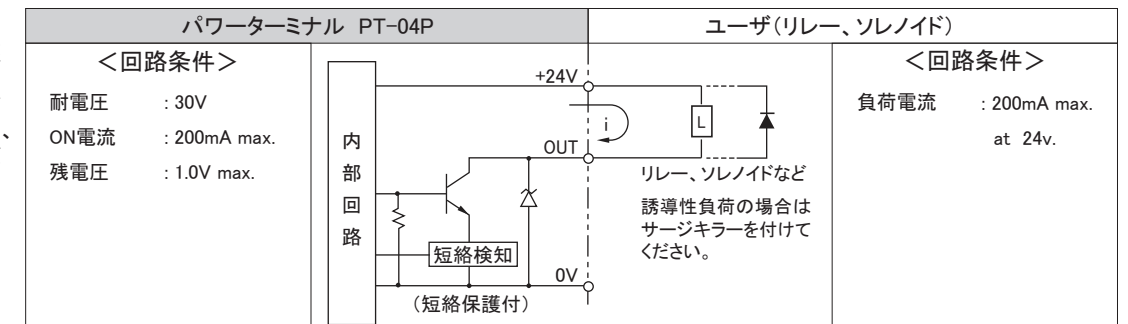 パワーターミナル PT-04P
ユーザ(リレー、ソレノイド)
<回路条件>
耐電圧 : 30V
ON電流 : 200mA max.
残電圧 : 1.0V max.
内部回路
+24V
i
L
OUT
短絡検知
0V
(短絡保護付)
リレー、ソレノイドなど
誘導性負荷の場合は
サージキラーを付けて
ください。
<回路条件>
負荷電流 : 200mA max.
at 24v.